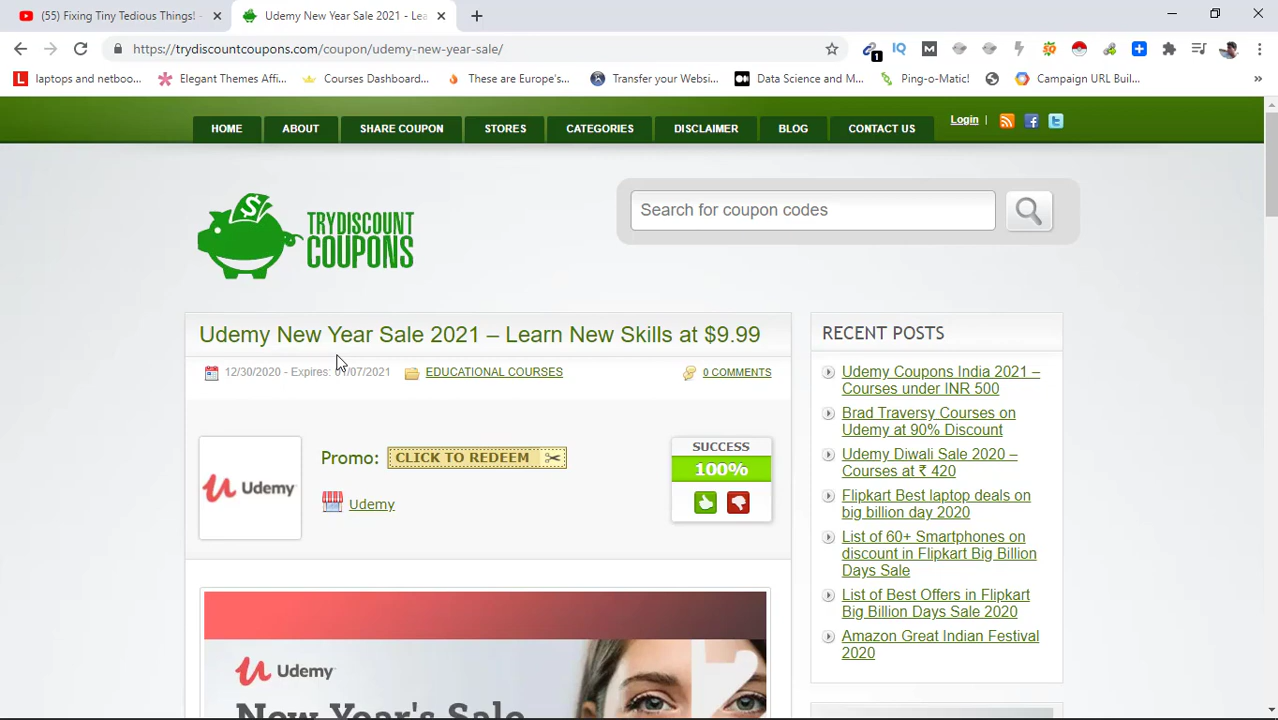 (55) Fixing Tiny Tedious Things! -
Udemy New Year Sale 2021 – Lea
https://trydiscountcoupons.com/coupon/udemy-new-year-sale/
IQ
M
1
L laptops and netboo...
Elegant Themes Affi...
Courses Dashboard...
These are Europe's...
Transfer your Websi...
Data Science and M...
Ping-o-Matic!
Campaign URL Buil...
»
HOME
ABOUT
SHARE COUPON
STORES
CATEGORIES
DISCLAIMER
BLOG
CONTACT US
Login |
TRYDISCOUNT
COUPONS
Search for coupon codes
Udemy New Year Sale 2021 – Learn New Skills at $9.99
12/30/2020 - Expires: 01/07/2021
EDUCATIONAL COURSES
0 COMMENTS
Udemy
Promo: CLICK TO REDEEM
Udemy
SUCCESS
100%
Udemy
New Year's Sale
RECENT POSTS
Udemy Coupons India 2021 –
Courses under INR 500
Brad Traversy Courses on
Udemy at 90% Discount
Udemy Diwali Sale 2020 –
Courses at ₹ 420
Flipkart Best laptop deals on
big billion day 2020
List of 60+ Smartphones on
discount in Flipkart Big Billion
Days Sale
List of Best Offers in Flipkart
Big Billion Days Sale 2020
Amazon Great Indian Festival
2020